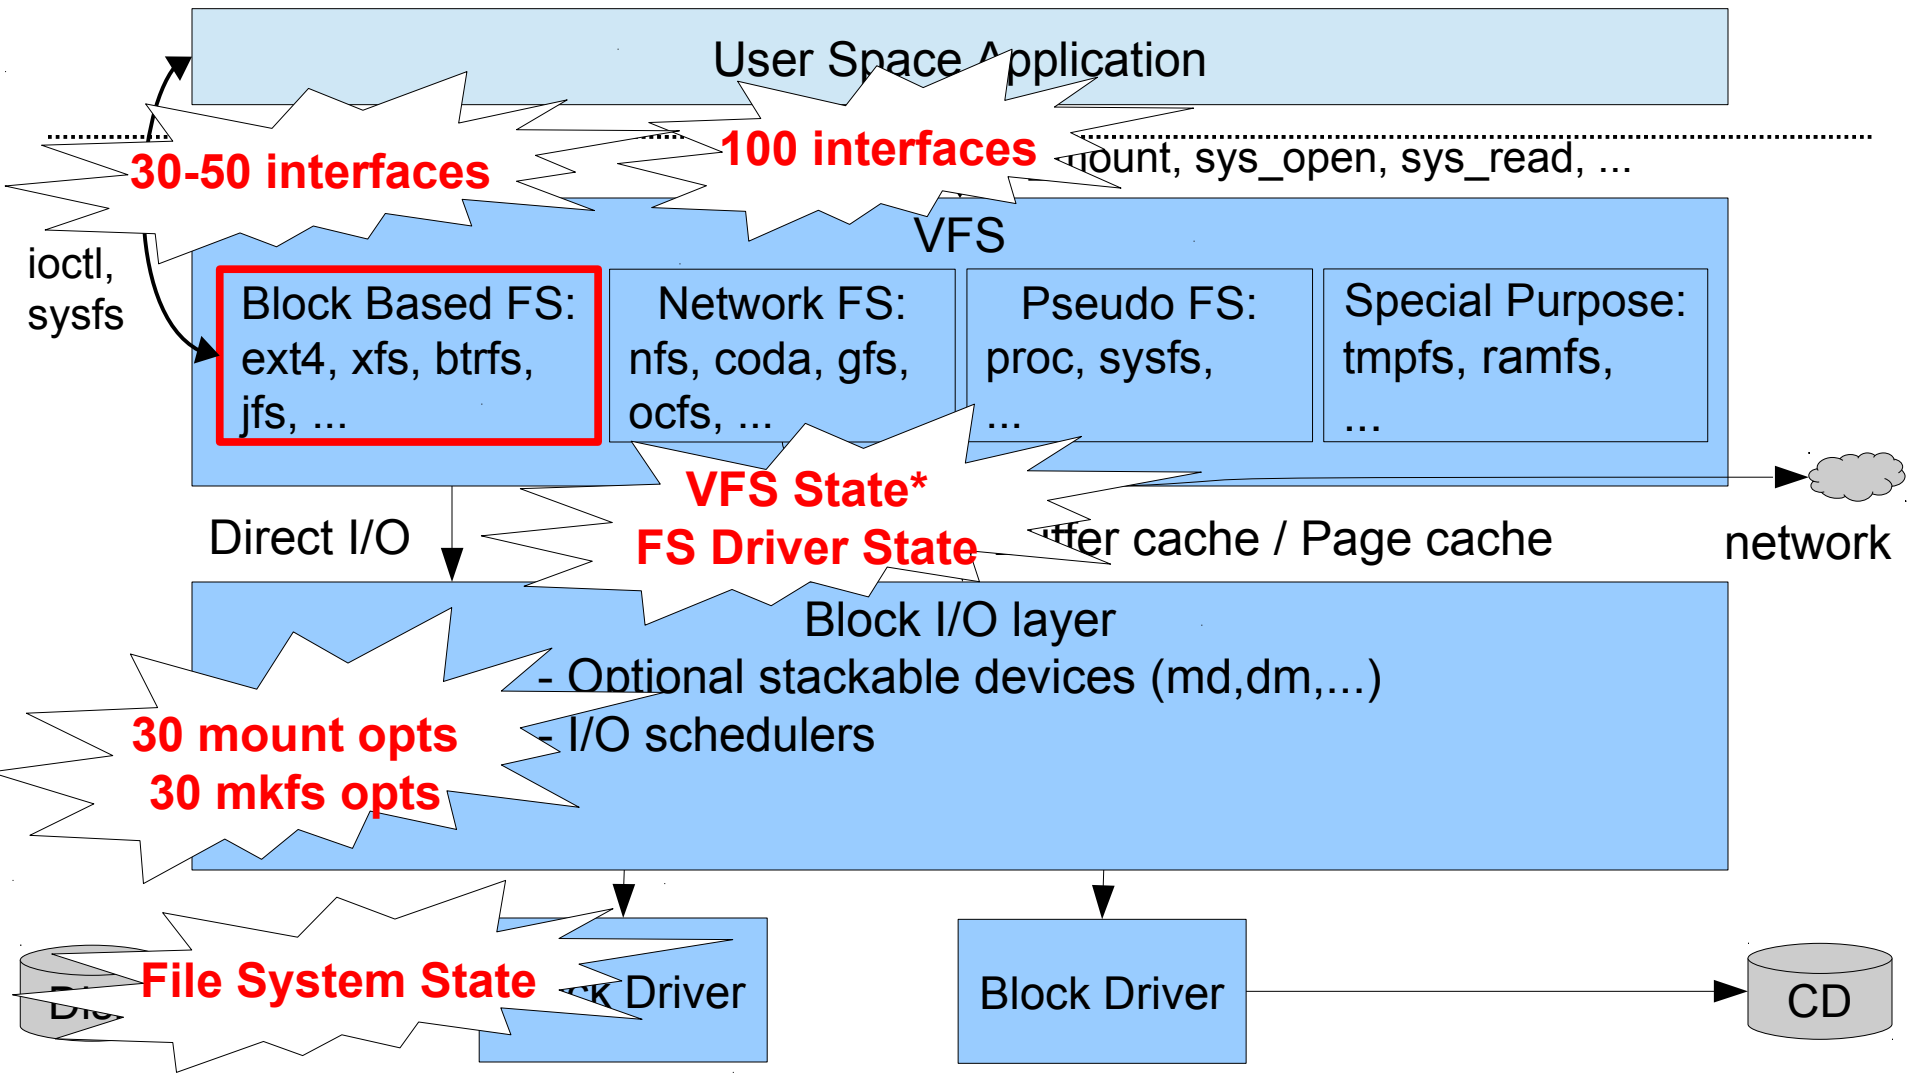 User Space Application
30-50 interfaces
100 interfaces
sys_open, sys_read, ...
ioctl,
sysfs
VFS
Block Based FS:
ext4, xfs, btrfs,
jfs, ...
Network FS:
nfs, coda, gfs,
ocfs, ...
Pseudo FS:
proc, sysfs,
...
Special Purpose:
tmpfs, ramfs,
...
VFS State*
FS Driver State
Direct I/O
cache / Page cache
network
Block I/O layer
- Optional stackable devices (md,dm,...)
- I/O schedulers
30 mount opts
30 mkfs opts
File System State
Driver
Block Driver
CD